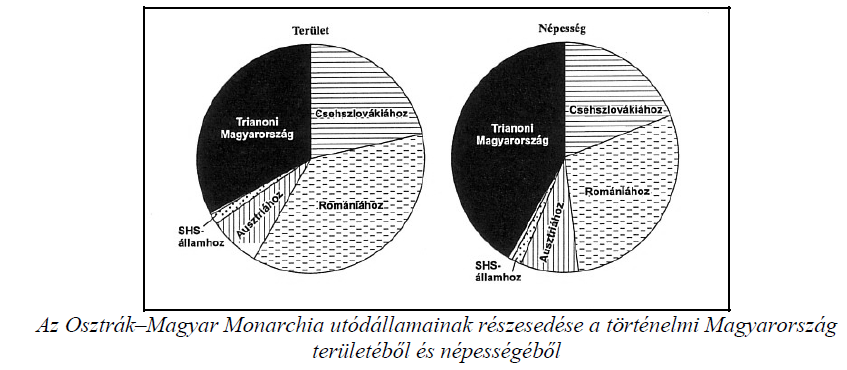 Terület
Trianoni
Magyarország
Csehszlovákiához
Romániához
Ausztriához
SHS-
államhoz
Népesség
Trianoni
Magyarország
Csehszlovákiához
Romániához
Ausztriához
SHS-
államhoz
Az Osztrák–Magyar Monarchia utódállamainak részesedése a történelmi Magyarország
területéből és népességéből